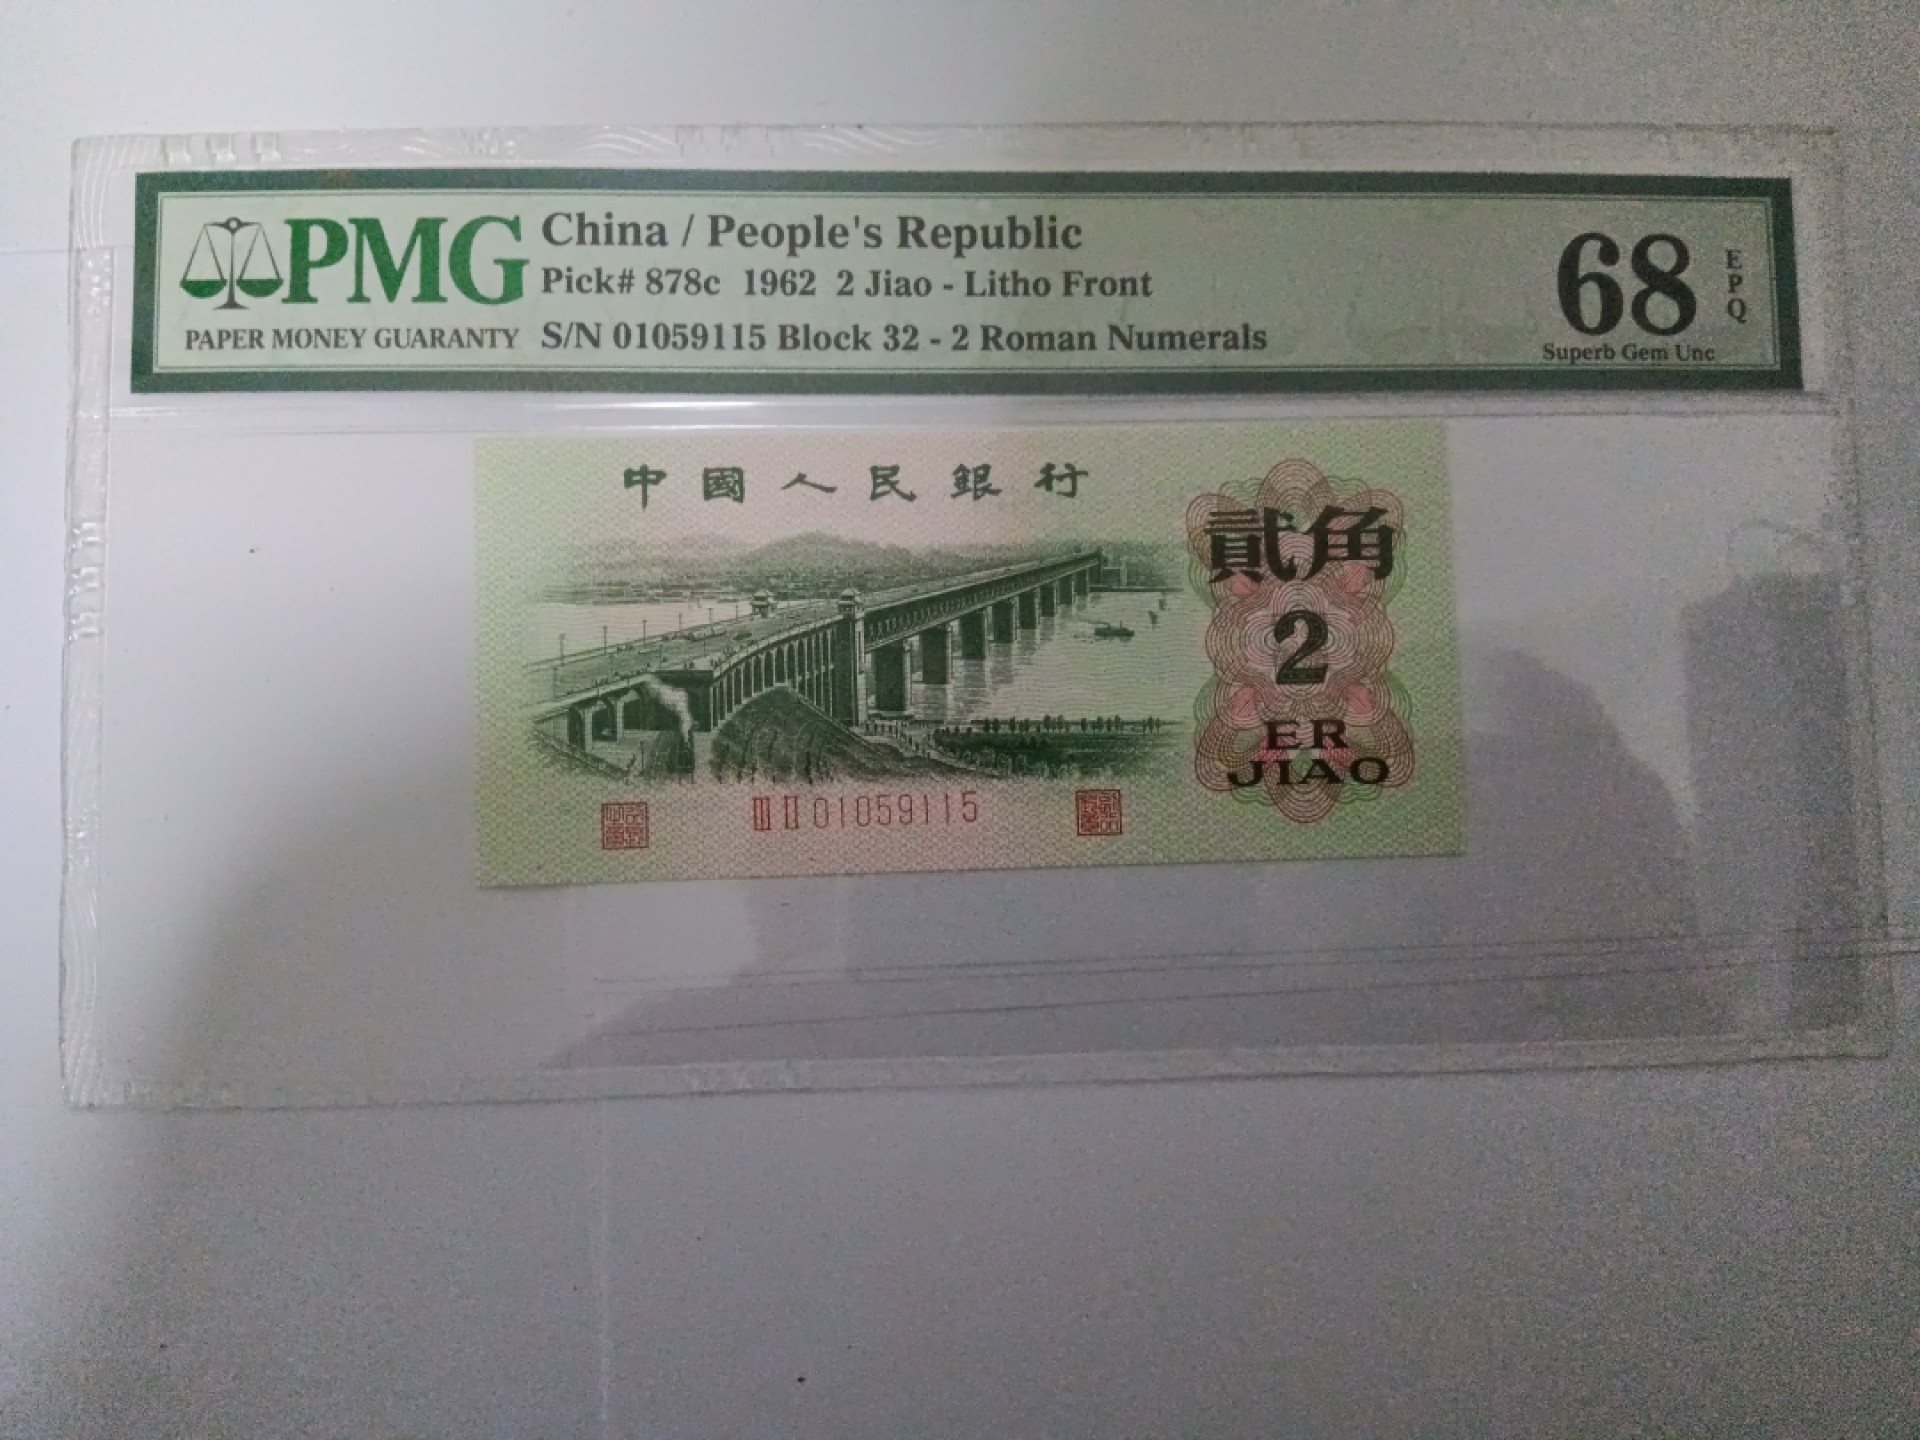 PMG
PAPER MONEY GUARANTY
China / People's Republic
Pick# 878c 1962 2 Jiao - Litho Front
S/N 01059115 Block 32 - 2 Roman Numerals
68
EPQ
Superb Gem Unc
中國人民銀行
貳角
2
ER
JIAO
III II 01059115